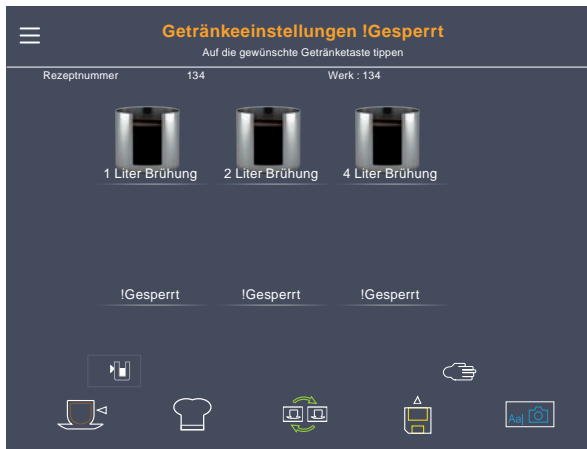 Getränkeeinstellungen !Gesperrt
Auf die gewünschte Getränketaste tippen
Rezeptnummer 134 Werk : 134
1 Liter Brühung 2 Liter Brühung 4 Liter Brühung
!Gesperrt !Gesperrt !Gesperrt
Aa|